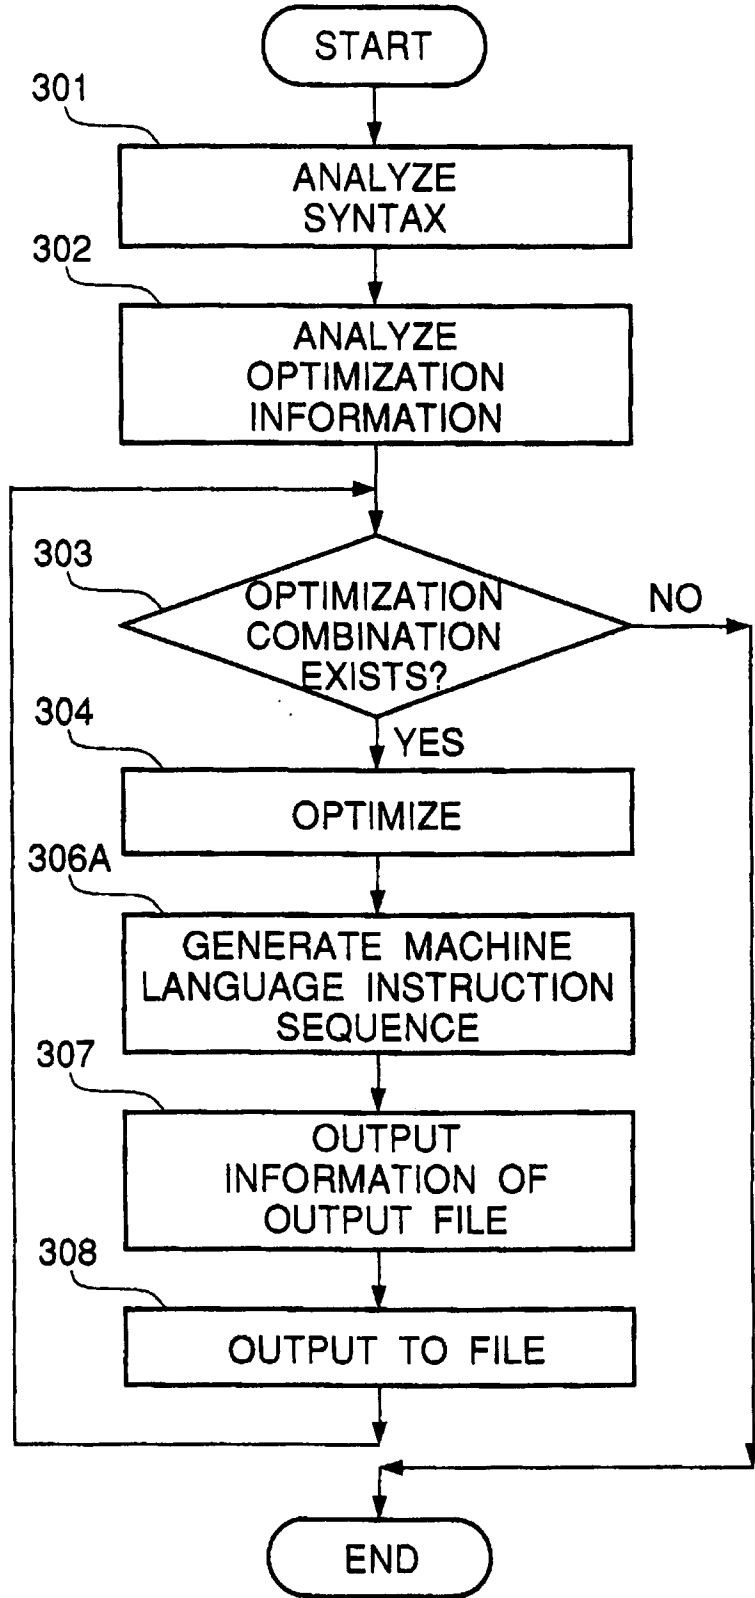 START
301
ANALYZE
SYNTAX
302
ANALYZE
OPTIMIZATION
INFORMATION
303
OPTIMIZATION
COMBINATION
EXISTS?
NO
YES
304
OPTIMIZE
306A
GENERATE MACHINE
LANGUAGE INSTRUCTION
SEQUENCE
307
OUTPUT
INFORMATION OF
OUTPUT FILE
308
OUTPUT TO FILE
END